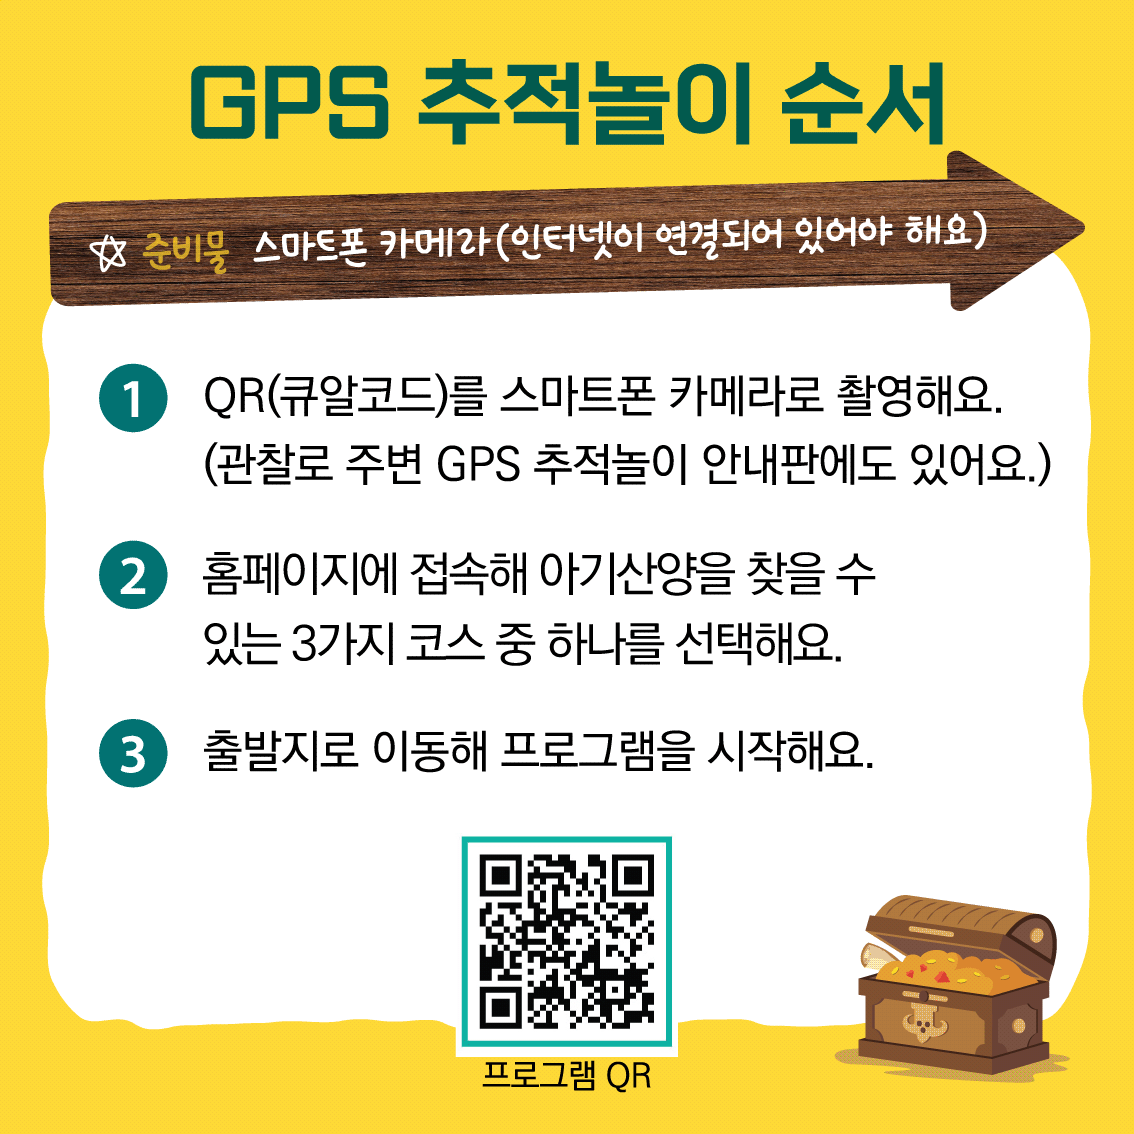 GPS 추적놀이 순서
준비물 스마트폰 카메라(인터넷이 연결되어 있어야 해요)
1 QR(큐알코드)를 스마트폰 카메라로 촬영해요.
(관찰로 주변 GPS 추적놀이 안내판에도 있어요.)
2 홈페이지에 접속해 아기산양을 찾을 수
있는 3가지 코스 중 하나를 선택해요.
3 출발지로 이동해 프로그램을 시작해요.
프로그램 QR